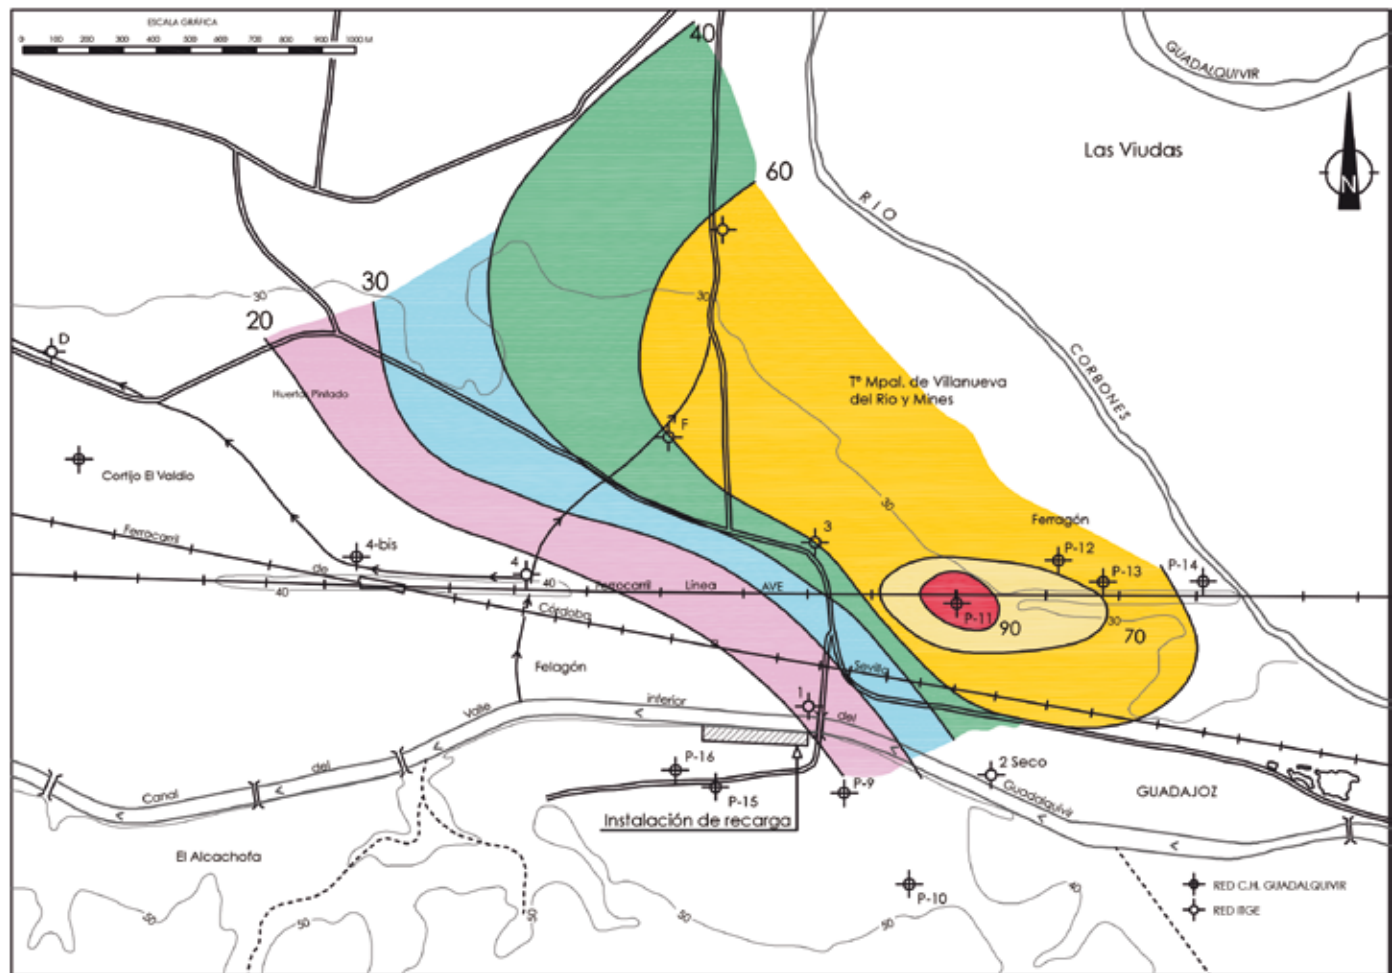 ESCALA GRÁFICA
0 100 200 300 400 500 600 700 800 900 1000 M
40
GUADALQUIVIR
Las Viudas
N
60
RIO
30
30
30
20
D
CORBONES
Huerta Pintado
Tº Mpal. de Villanueva
del Rio y Mines
F
Cortijo El Valdio
30
Ferragón
Ferrocarril
3
4-bis
P-12
P-14
4
P-13
de
40
40
Línea
AVE
P-11
90
30
70
Córdoba
Felagón
Sevilla
interior
1
Valle
del
P-16
2 Seco
del
Canal
P-15
P-9
Guadalquivir
GUADAJOZ
Instalación de recarga
El Alcachofa
P-10
40
RED C.H. GUADALQUIVIR
RED ITGE
50
50
50
50